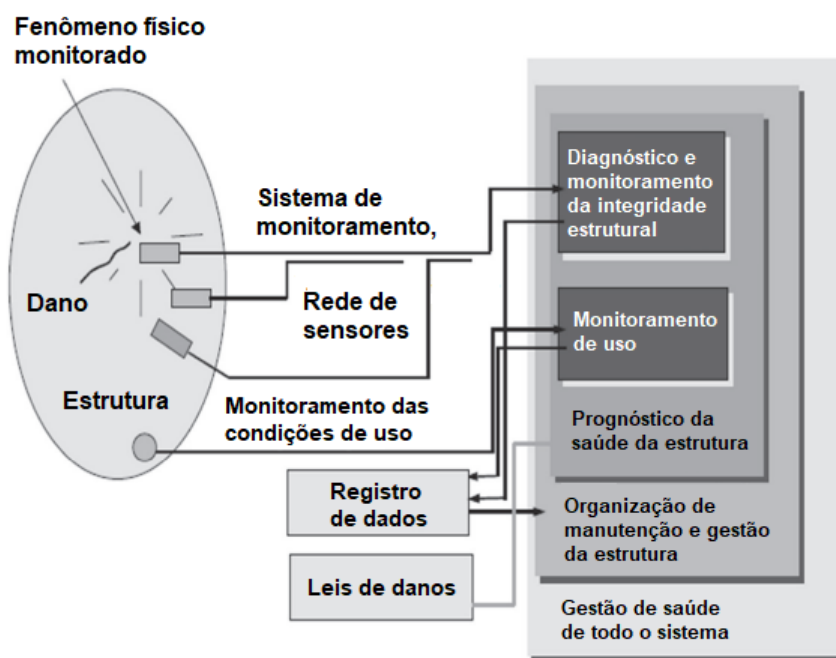 Fenômeno físico
monitorado
Dano
Estrutura
Sistema de
monitoramento,
Rede de
sensores
Monitoramento das
condições de uso
Registro
de dados
Leis de danos
Diagnóstico e
monitoramento
da integridade
estrutural
Monitoramento
de uso
Prognóstico da
saúde da estrutura
Organização de
manutenção e gestão
da estrutura
Gestão de saúde
de todo o sistema